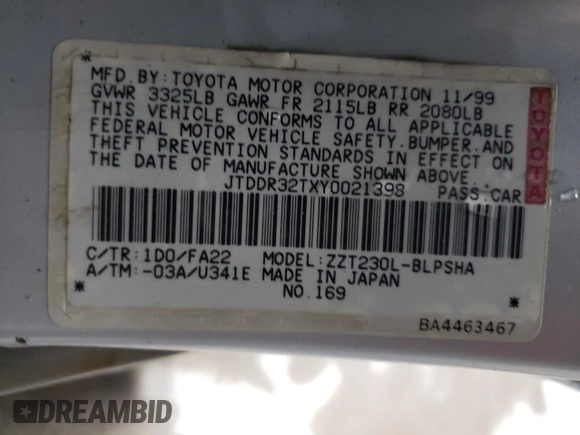 MFD.BY:TOYOTA MOTOR CORPORATION 11/99
GVWR 3325LB GAWR FR 2115LB RR 2080LB
THIS VEHICLE CONFORMS TO ALL APPLICABLE
FEDERAL MOTOR VEHICLE SAFETY,BUMPER,AND
THEFT PREVENTION STANDARDS IN EFFECT ON
THE DATE OF MANUFACTURE SHOWN ABOVE.
JTDDR32TXY0021398 PASS.CAR
TOYOTA
C/TR:1D0/FA22 MODEL:ZZT230L-BLPSHA
A/TM:-03A/U341E MADE IN JAPAN
NO.169
BA4463467
DREAMBID